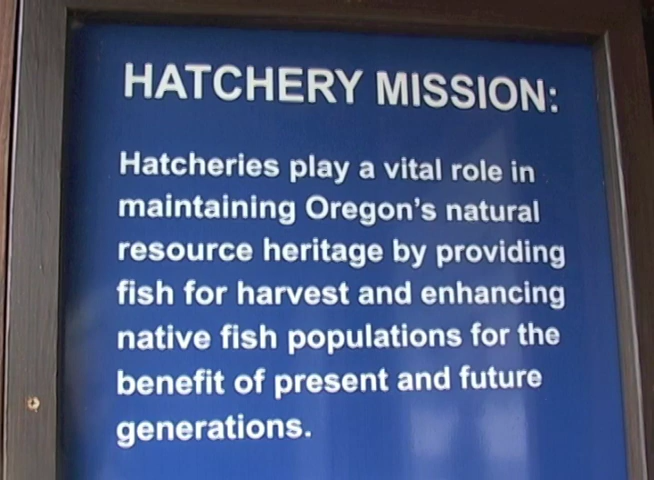 HATCHERY MISSION:
Hatcheries play a vital role in
maintaining Oregon's natural
resource heritage by providing
fish for harvest and enhancing
native fish populations for the
benefit of present and future
generations.